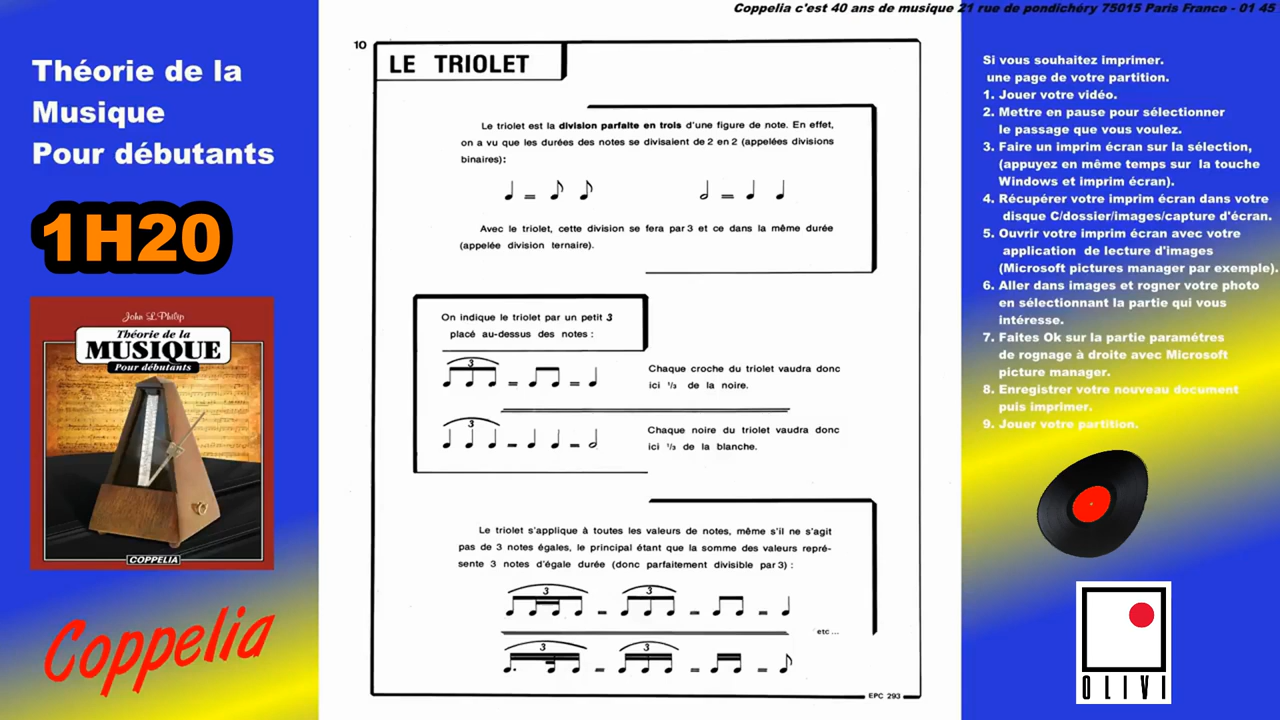 Coppelia c'est 40 ans de musique 21 rue de pondichéry 75015 Paris France - 01 45
Théorie de la
Musique
Pour débutants
1H20
John L. Philip
Théorie de la
MUSIQUE
Pour débutants
COPPELIA
Coppelia
10
LE TRIOLET
Le triolet est la division parfaite en trois d'une figure de note. En effet,
on a vu que les durées des notes se divisaient de 2 en 2 (appelées divisions
binaires):
Avec le triolet, cette division se fera par 3 et ce dans la même durée
(appelée division ternaire).
On indique le triolet par un petit 3
placé au-dessus des notes :
3
Chaque croche du triolet vaudra donc
ici 1/3 de la noire.
3
Chaque noire du triolet vaudra donc
ici 1/3 de la blanche.
Le triolet s'applique à toutes les valeurs de notes, même s'il ne s'agit
pas de 3 notes égales, le principal étant que la somme des valeurs repré-
sente 3 notes d'égale durée (donc parfaitement divisible par 3) :
3 3
etc ...
3 3
EPC 293
Si vous souhaitez imprimer.
une page de votre partition.
1. Jouer votre vidéo.
2. Mettre en pause pour sélectionner
le passage que vous voulez.
3. Faire un imprim écran sur la sélection,
(appuyez en même temps sur la touche
Windows et imprim écran).
4. Récupérer votre imprim écran dans votre
disque C/dossier/images/capture d'écran.
5. Ouvrir votre imprim écran avec votre
application de lecture d'images
(Microsoft pictures manager par exemple).
6. Aller dans images et rogner votre photo
en sélectionnant la partie qui vous
intéresse.
7. Faites Ok sur la partie paramétres
de rognage à droite avec Microsoft
picture manager.
8. Enregistrer votre nouveau document
puis imprimer.
9. Jouer votre partition.
OLIVI